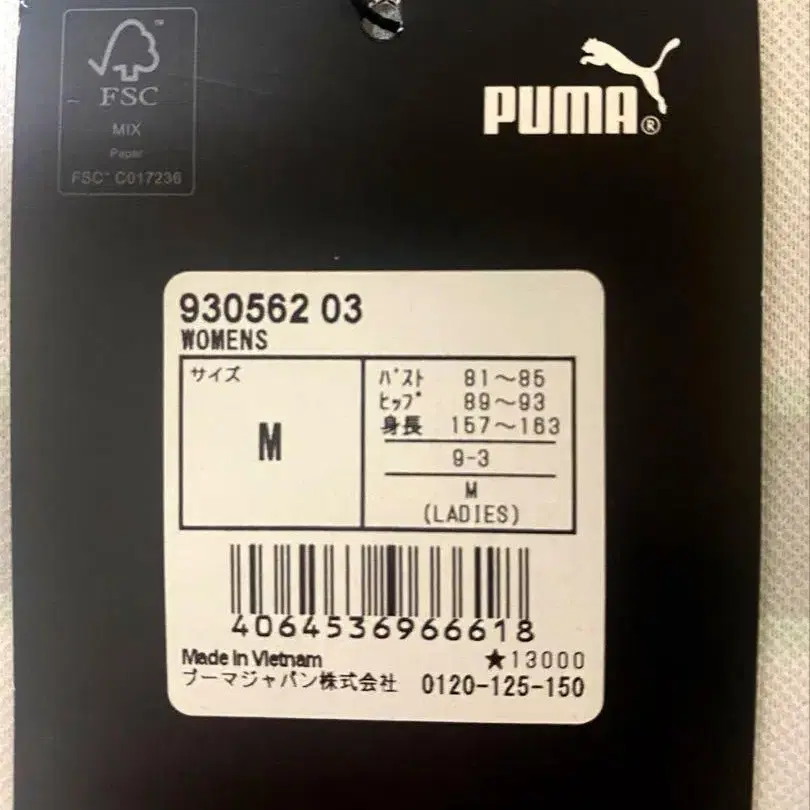 FSC
MIX
Paper
FSC™ C017236
PUMA®
930562 03
WOMENS
サイズ
M
バスト 81～85
ヒップ 89～93
身長 157～163
9-3
M
(LADIES)
4064536966618
Made in Vietnam ★13000
プーマジャパン株式会社 0120-125-150